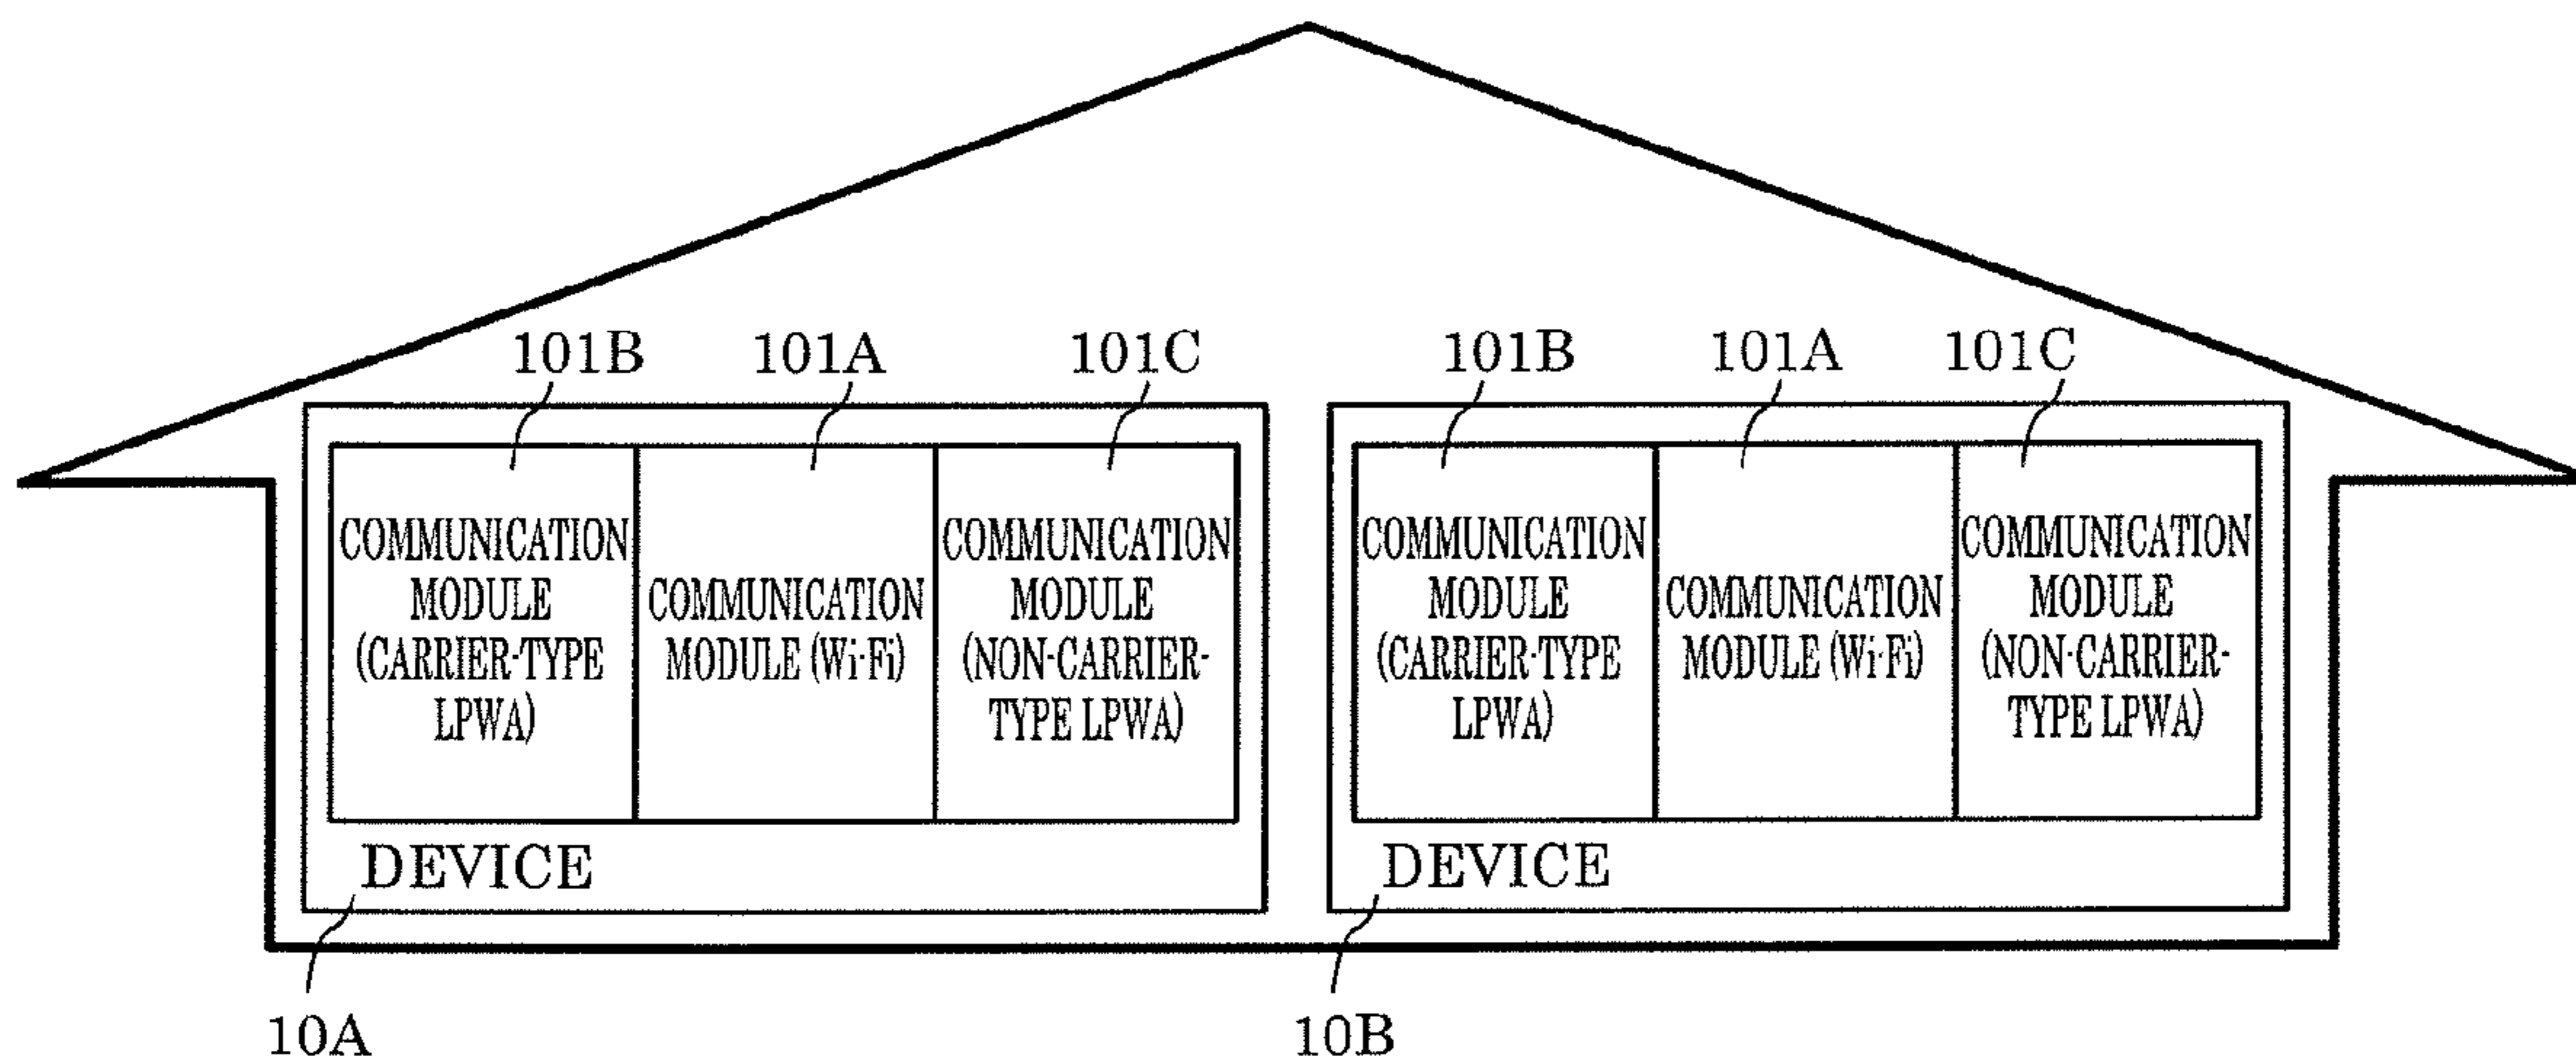 101B 101A 101C 101B 101A 101C
COMMUNICATION
MODULE
(CARRIER-TYPE
LPWA)
COMMUNICATION
MODULE (Wi-Fi)
COMMUNICATION
MODULE
(NON-CARRIER-
TYPE LPWA)
DEVICE
COMMUNICATION
MODULE
(CARRIER-TYPE
LPWA)
COMMUNICATION
MODULE (Wi-Fi)
COMMUNICATION
MODULE
(NON-CARRIER-
TYPE LPWA)
DEVICE
10A 10B